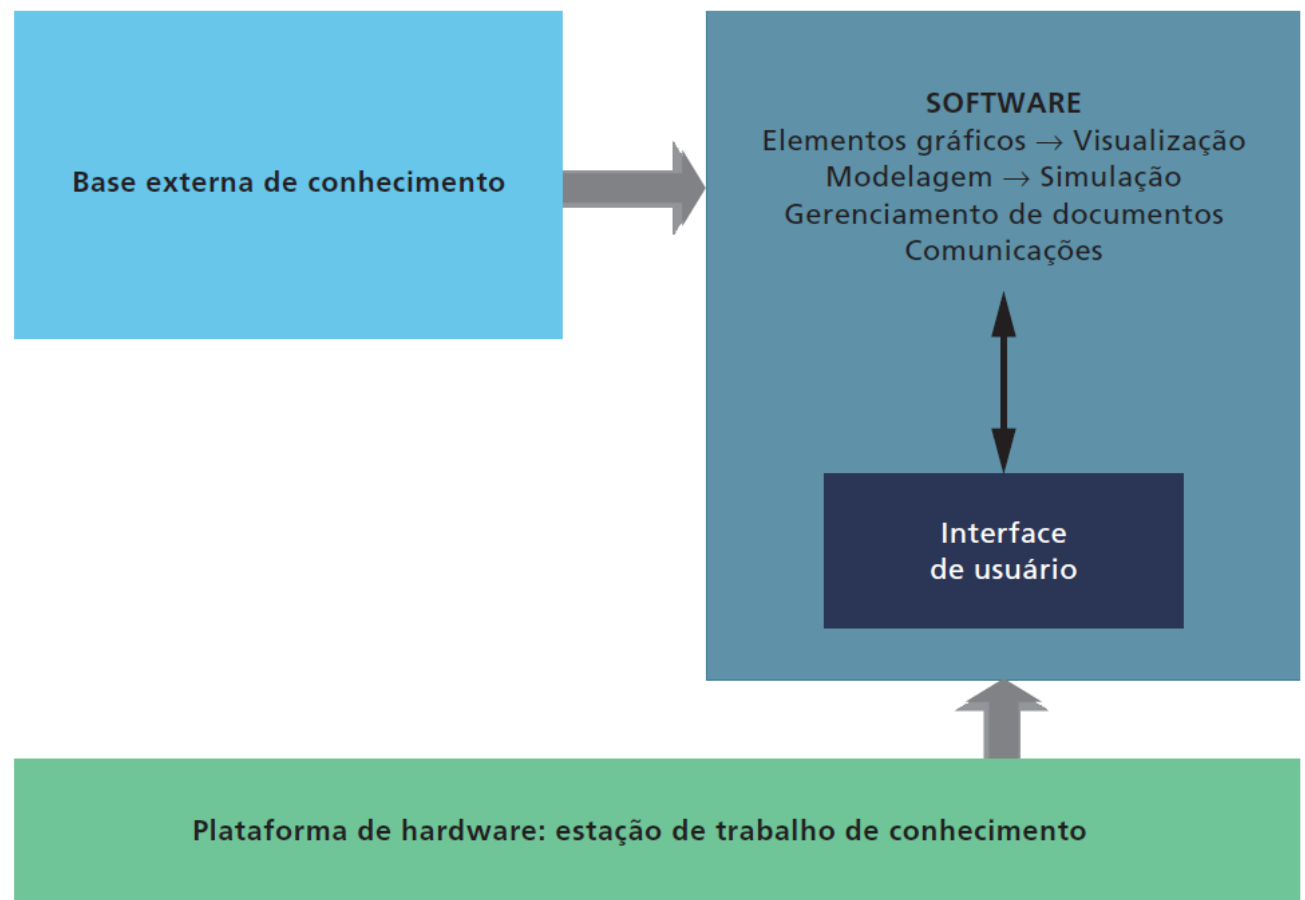 Base externa de conhecimento
SOFTWARE
Elementos gráficos → Visualização
Modelagem → Simulação
Gerenciamento de documentos
Comunicações
Interface
de usuário
Plataforma de hardware: estação de trabalho de conhecimento